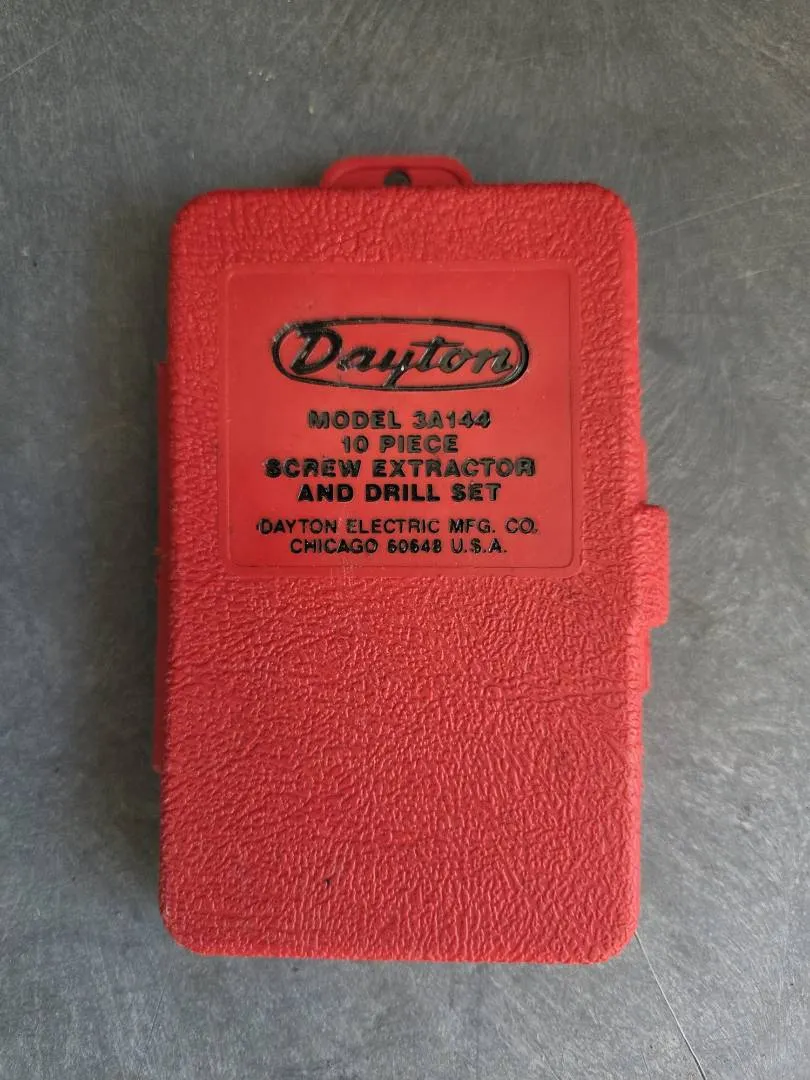 Dayton
MODEL 3A144
10 PIECE
SCREW EXTRACTOR
AND DRILL SET
DAYTON ELECTRIC MFG. CO.
CHICAGO 60648 U.S.A.